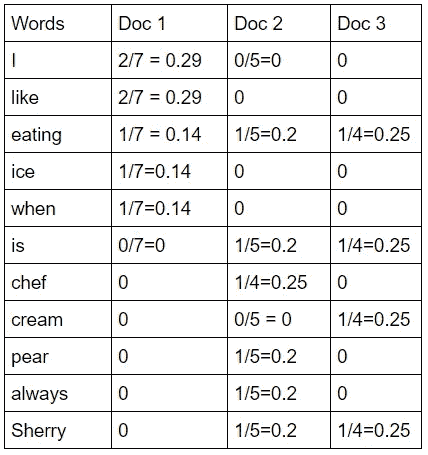 Words Doc 1 Doc 2 Doc 3
I 2/7 = 0.29 0/5=0 0
like 2/7 = 0.29 0 0
eating 1/7 = 0.14 1/5=0.2 1/4=0.25
ice 1/7=0.14 0 0
when 1/7=0.14 0 0
is 0/7=0 1/5=0.2 1/4=0.25
chef 0 1/4=0.25 0
cream 0 0/5 = 0 1/4=0.25
pear 0 1/5=0.2 0
always 0 1/5=0.2 0
Sherry 0 1/5=0.2 1/4=0.25